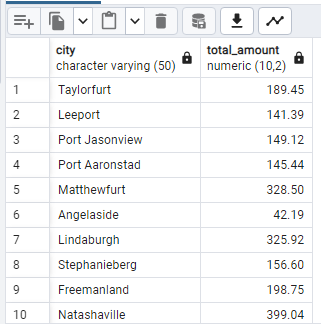 city total_amount
character varying (50) numeric (10,2)
1 Taylorfurt 189.45
2 Leeport 141.39
3 Port Jasonview 149.12
4 Port Aaronstad 145.44
5 Matthewfurt 328.50
6 Angelaside 42.19
7 Lindaburgh 325.92
8 Stephanieberg 156.60
9 Freemanland 198.75
10 Natashaville 399.04